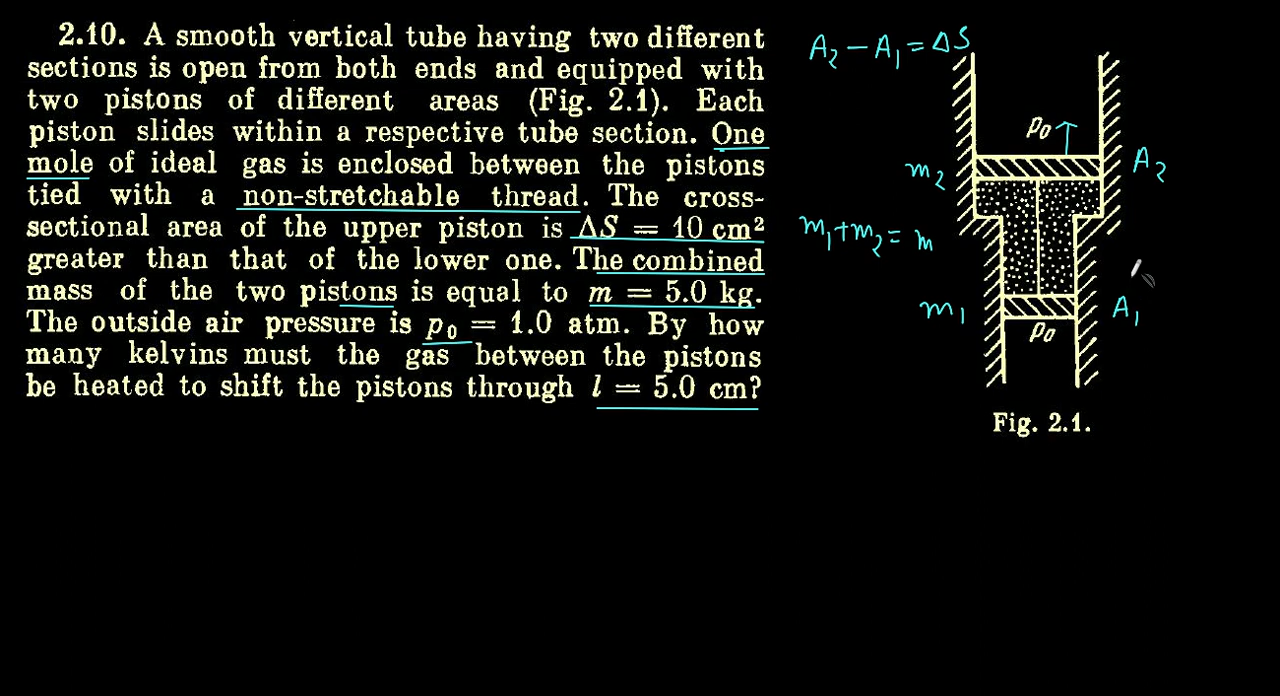 2.10. A smooth vertical tube having two different
sections is open from both ends and equipped with
two pistons of different areas (Fig. 2.1). Each
piston slides within a respective tube section. One
mole of ideal gas is enclosed between the pistons
tied with a non-stretchable thread. The cross-
sectional area of the upper piston is ΔS = 10 cm²
greater than that of the lower one. The combined
mass of the two pistons is equal to m = 5.0 kg.
The outside air pressure is p₀ = 1.0 atm. By how
many kelvins must the gas between the pistons
be heated to shift the pistons through l = 5.0 cm?
A₂ − A₁ = ΔS
p₀
m₂
A₂
m₁+m₂ = m
m₁
A₁
p₀
Fig. 2.1.